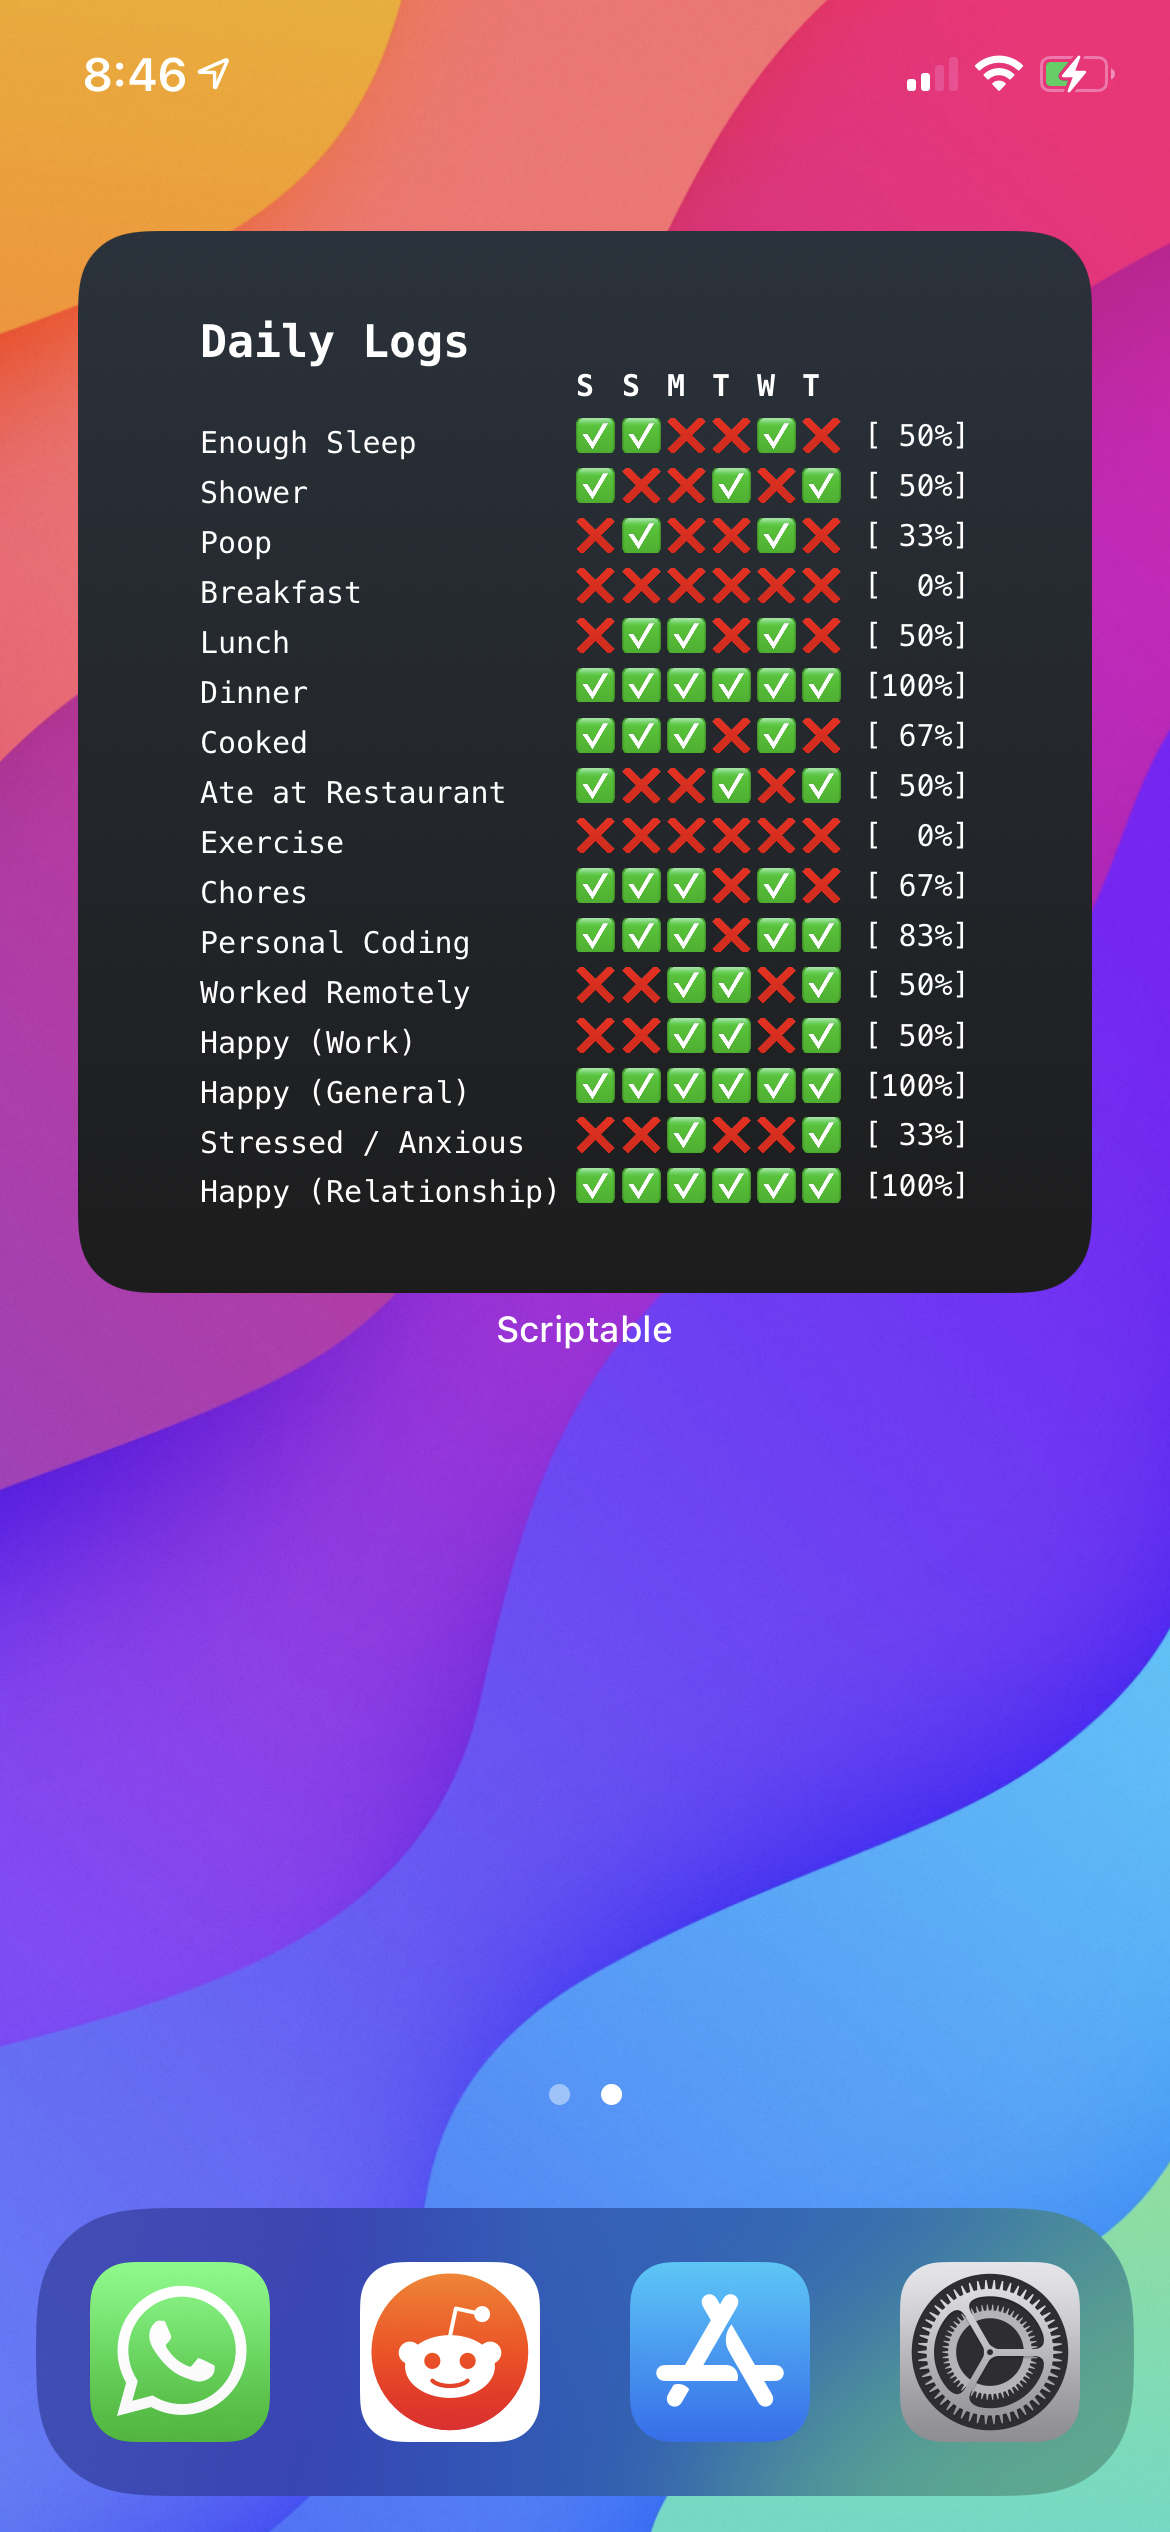 8:46
Daily Logs
S S M T W T
Enough Sleep ✅✅❌❌✅❌ [ 50%]
Shower ✅❌❌✅❌✅ [ 50%]
Poop ❌✅❌❌✅❌ [ 33%]
Breakfast ❌❌❌❌❌❌ [  0%]
Lunch ❌✅✅❌✅❌ [ 50%]
Dinner ✅✅✅✅✅✅ [100%]
Cooked ✅✅✅❌✅❌ [ 67%]
Ate at Restaurant ✅❌❌✅❌✅ [ 50%]
Exercise ❌❌❌❌❌❌ [  0%]
Chores ✅✅✅❌✅❌ [ 67%]
Personal Coding ✅✅✅❌✅✅ [ 83%]
Worked Remotely ❌❌✅✅❌✅ [ 50%]
Happy (Work) ❌❌✅✅❌✅ [ 50%]
Happy (General) ✅✅✅✅✅✅ [100%]
Stressed / Anxious ❌❌✅❌❌✅ [ 33%]
Happy (Relationship) ✅✅✅✅✅✅ [100%]
Scriptable